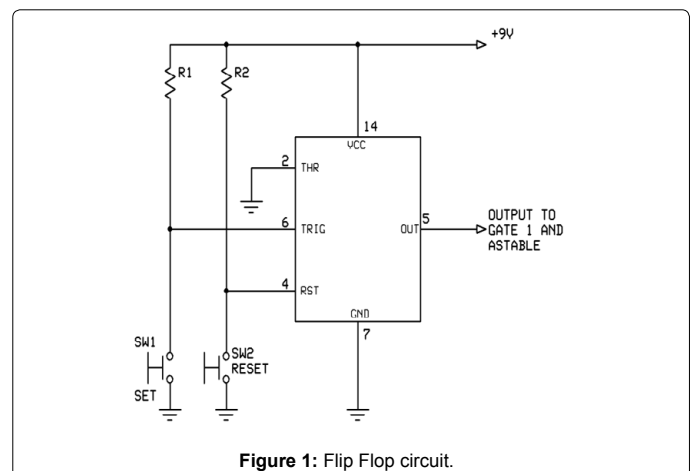 +9V
R1
R2
14
VCC
2
THR
6
TRIG
OUT
5
OUTPUT TO
GATE 1 AND
ASTABLE
4
RST
GND
7
SW1
SET
SW2
RESET
Figure 1: Flip Flop circuit.